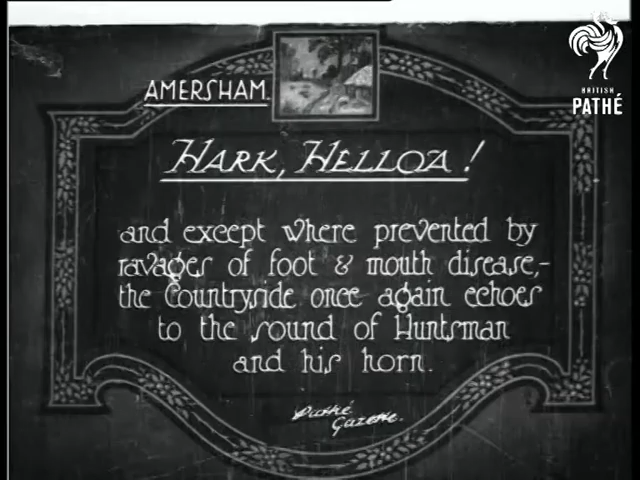 BRITISH
PATHÉ
AMERSHAM.
HARK, HELLOA!
and except where prevented by
ravages of foot & mouth disease,-
the Countryside once again echoes
to the sound of Huntsman
and his horn.
Pathé
Gazette.